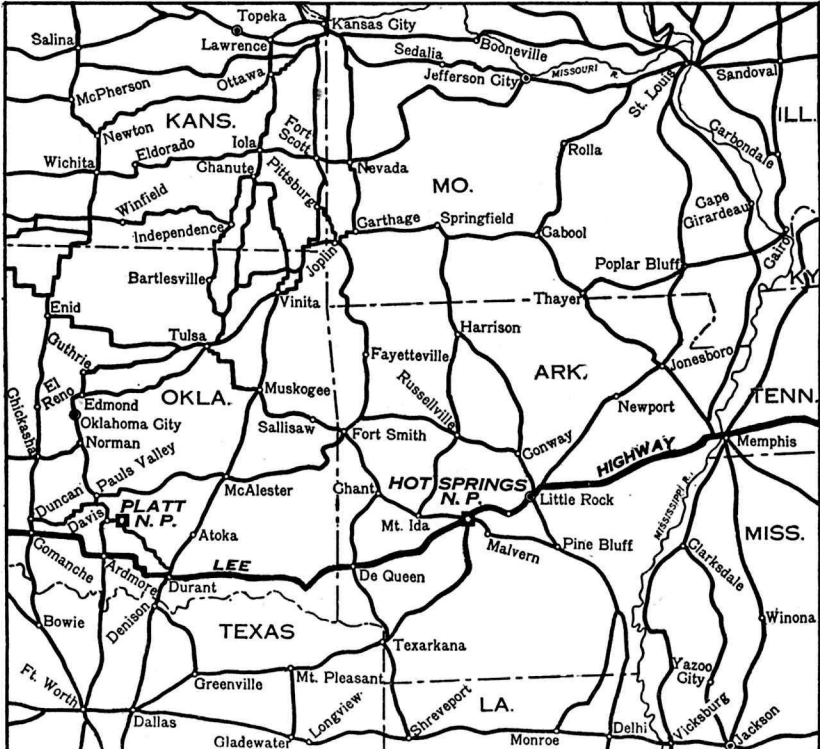 Topeka
Kansas City
Salina
Lawrence
Sedalia
Booneville
Ottawa
Jefferson City
MISSOURI R.
St. Louis
Sandoval
McPherson
KANS.
Newton
Fort Scott
ILL.
Carbondale
Iola
Eldorado
Wichita
Chanute
Pittsburg
Nevada
Rolla
MO.
Winfield
Independence
Carthage
Springfield
Cape Girardeau
Gabool
Joplin
Cairo
Poplar Bluff
KY.
Bartlesville
Vinita
Thayer
Enid
Tulsa
Harrison
Guthrie
Fayetteville
Jonesboro
ARK.
El Reno
OKLA.
Muskogee
Russellville
Edmond
Newport
TENN.
Chickasha
Oklahoma City
Sallisaw
Fort Smith
Norman
Conway
HIGHWAY
Memphis
Pauls Valley
McAlester
HOT SPRINGS
N. P.
Little Rock
Duncan
PLATT
N. P.
Davis
Chant
Mt. Ida
MISSISSIPPI R.
Atoka
Malvern
Pine Bluff
MISS.
Comanche
LEE
Clarksdale
Ardmore
Durant
De Queen
Denison
Bowie
TEXAS
Winona
Texarkana
Ft. Worth
Greenville
Mt. Pleasant
Yazoo City
LA.
Dallas
Gladewater
Longview
Shreveport
Monroe
Delhi
Vicksburg
Jackson